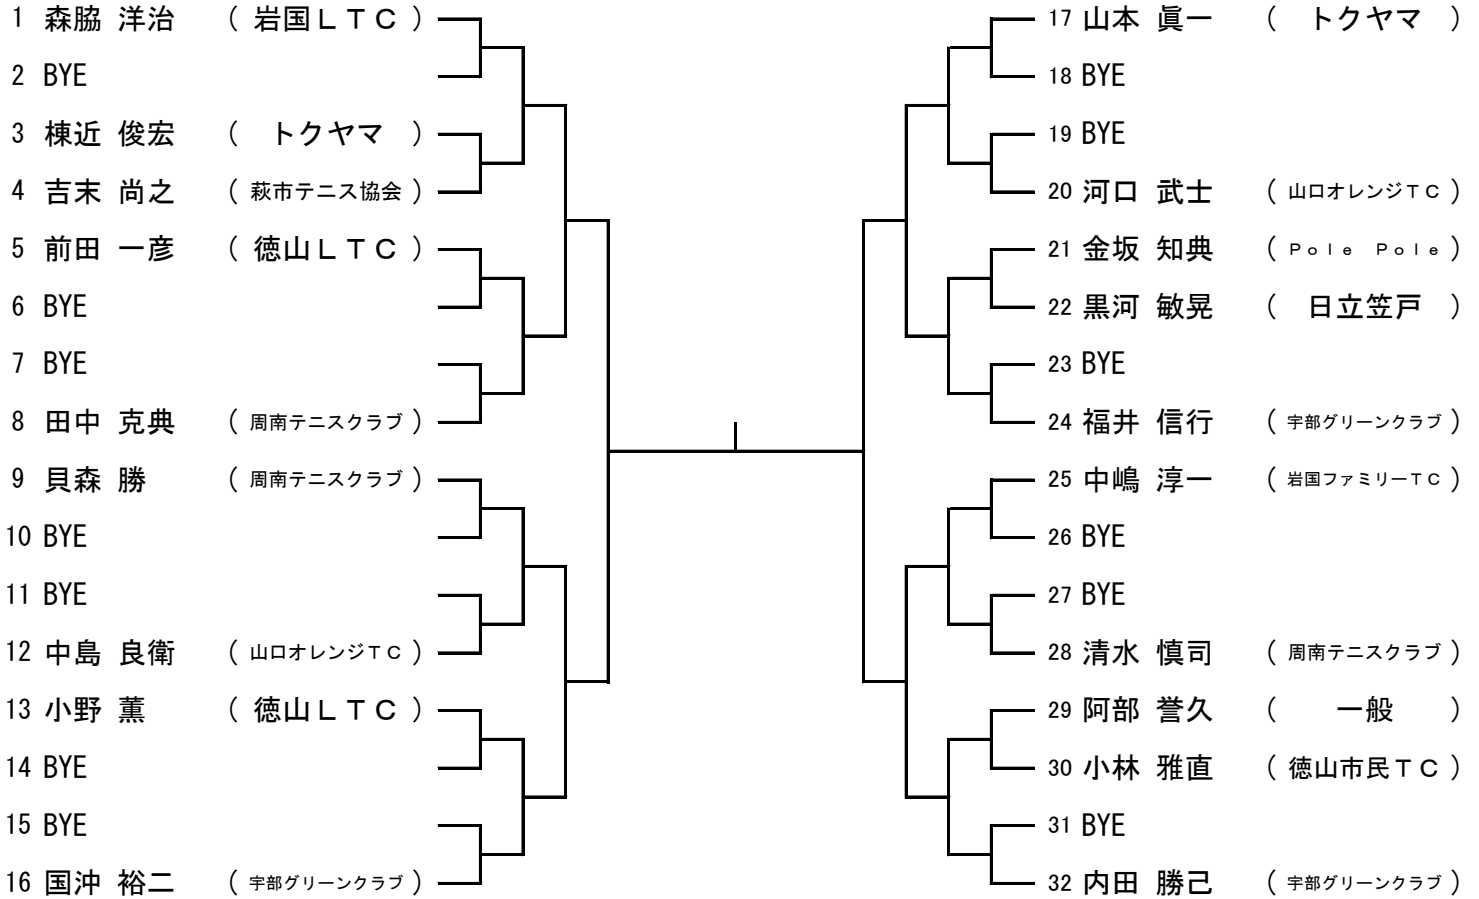 1 森脇 洋治 ( 岩国ＬＴＣ )
2 BYE
3 棟近 俊宏 ( トクヤマ )
4 吉末 尚之 ( 萩市テニス協会 )
5 前田 一彦 ( 徳山ＬＴＣ )
6 BYE
7 BYE
8 田中 克典 ( 周南テニスクラブ )
9 貝森 勝 ( 周南テニスクラブ )
10 BYE
11 BYE
12 中島 良衛 ( 山口オレンジＴＣ )
13 小野 薫 ( 徳山ＬＴＣ )
14 BYE
15 BYE
16 国沖 裕二 ( 宇部グリーンクラブ )
17 山本 眞一 ( トクヤマ )
18 BYE
19 BYE
20 河口 武士 ( 山口オレンジＴＣ )
21 金坂 知典 ( Ｐｏｌｅ Ｐｏｌｅ )
22 黒河 敏晃 ( 日立笠戸 )
23 BYE
24 福井 信行 ( 宇部グリーンクラブ )
25 中嶋 淳一 ( 岩国ファミリーＴＣ )
26 BYE
27 BYE
28 清水 慎司 ( 周南テニスクラブ )
29 阿部 誉久 ( 一般 )
30 小林 雅直 ( 徳山市民ＴＣ )
31 BYE
32 内田 勝己 ( 宇部グリーンクラブ )